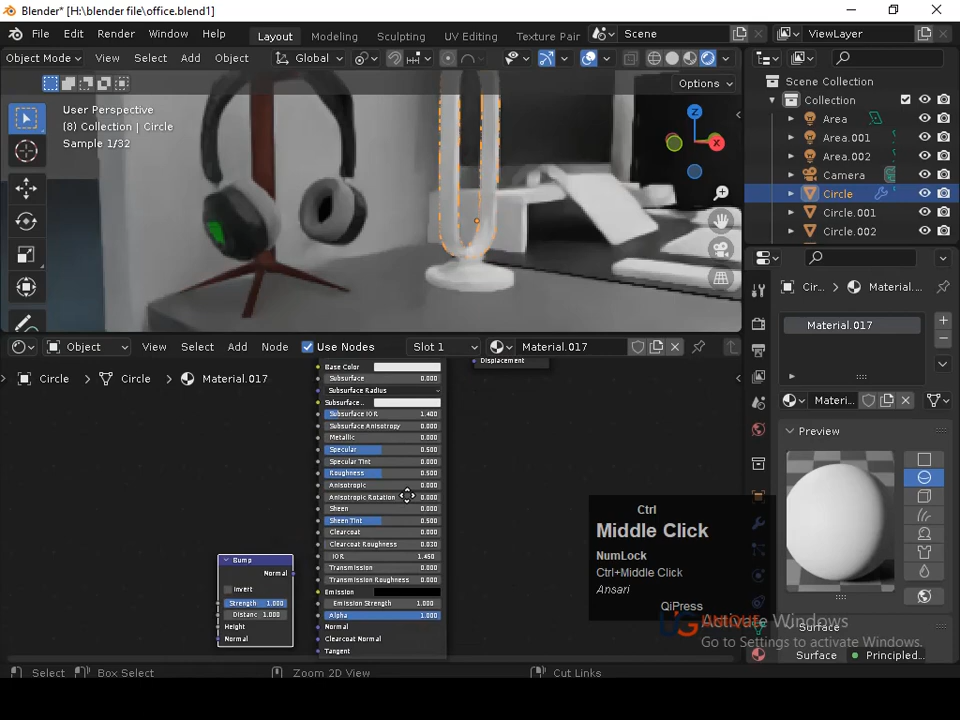 Blender* [H:\blender file\office.blend1]
File Edit Render Window Help Layout Modeling Sculpting UV Editing Texture Pair Scene ViewLayer
Object Mode View Select Add Object Global
Options
User Perspective
(8) Collection | Circle
Sample 1/32
Z
X
Scene Collection
Collection
Area
Area.001
Area.002
Camera
Circle
Circle.001
Circle.002
Cir... Material....
Material.017
Object View Select Add Node Use Nodes Slot 1 Material.017
Circle Circle Material.017
Displacement
Base Color
Subsurface 0.000
Subsurface Radius
Subsurface..
Subsurface IOR 1.400
Subsurface Anisotropy 0.000
Metallic 0.000
Specular 0.500
Specular Tint 0.000
Roughness 0.500
Anisotropic 0.000
Anisotropic Rotation 0.000
Sheen 0.000
Sheen Tint 0.500
Clearcoat 0.000
Clearcoat Roughness 0.030
IOR 1.450
Transmission 0.000
Transmission Roughness 0.000
Emission
Emission Strength 1.000
Alpha 1.000
Normal
Clearcoat Normal
Tangent
Bump
Normal
Invert
Strength 1.000
Distanc 1.000
Height
Normal
Materi...
Preview
Ctrl
Middle Click
NumLock
Ctrl+Middle Click
Ansari
QiPress
Activate Windows
Go to Settings to activate Windows.
Surface
Surface Principled...
Select Box Select Zoom 2D View Cut Links